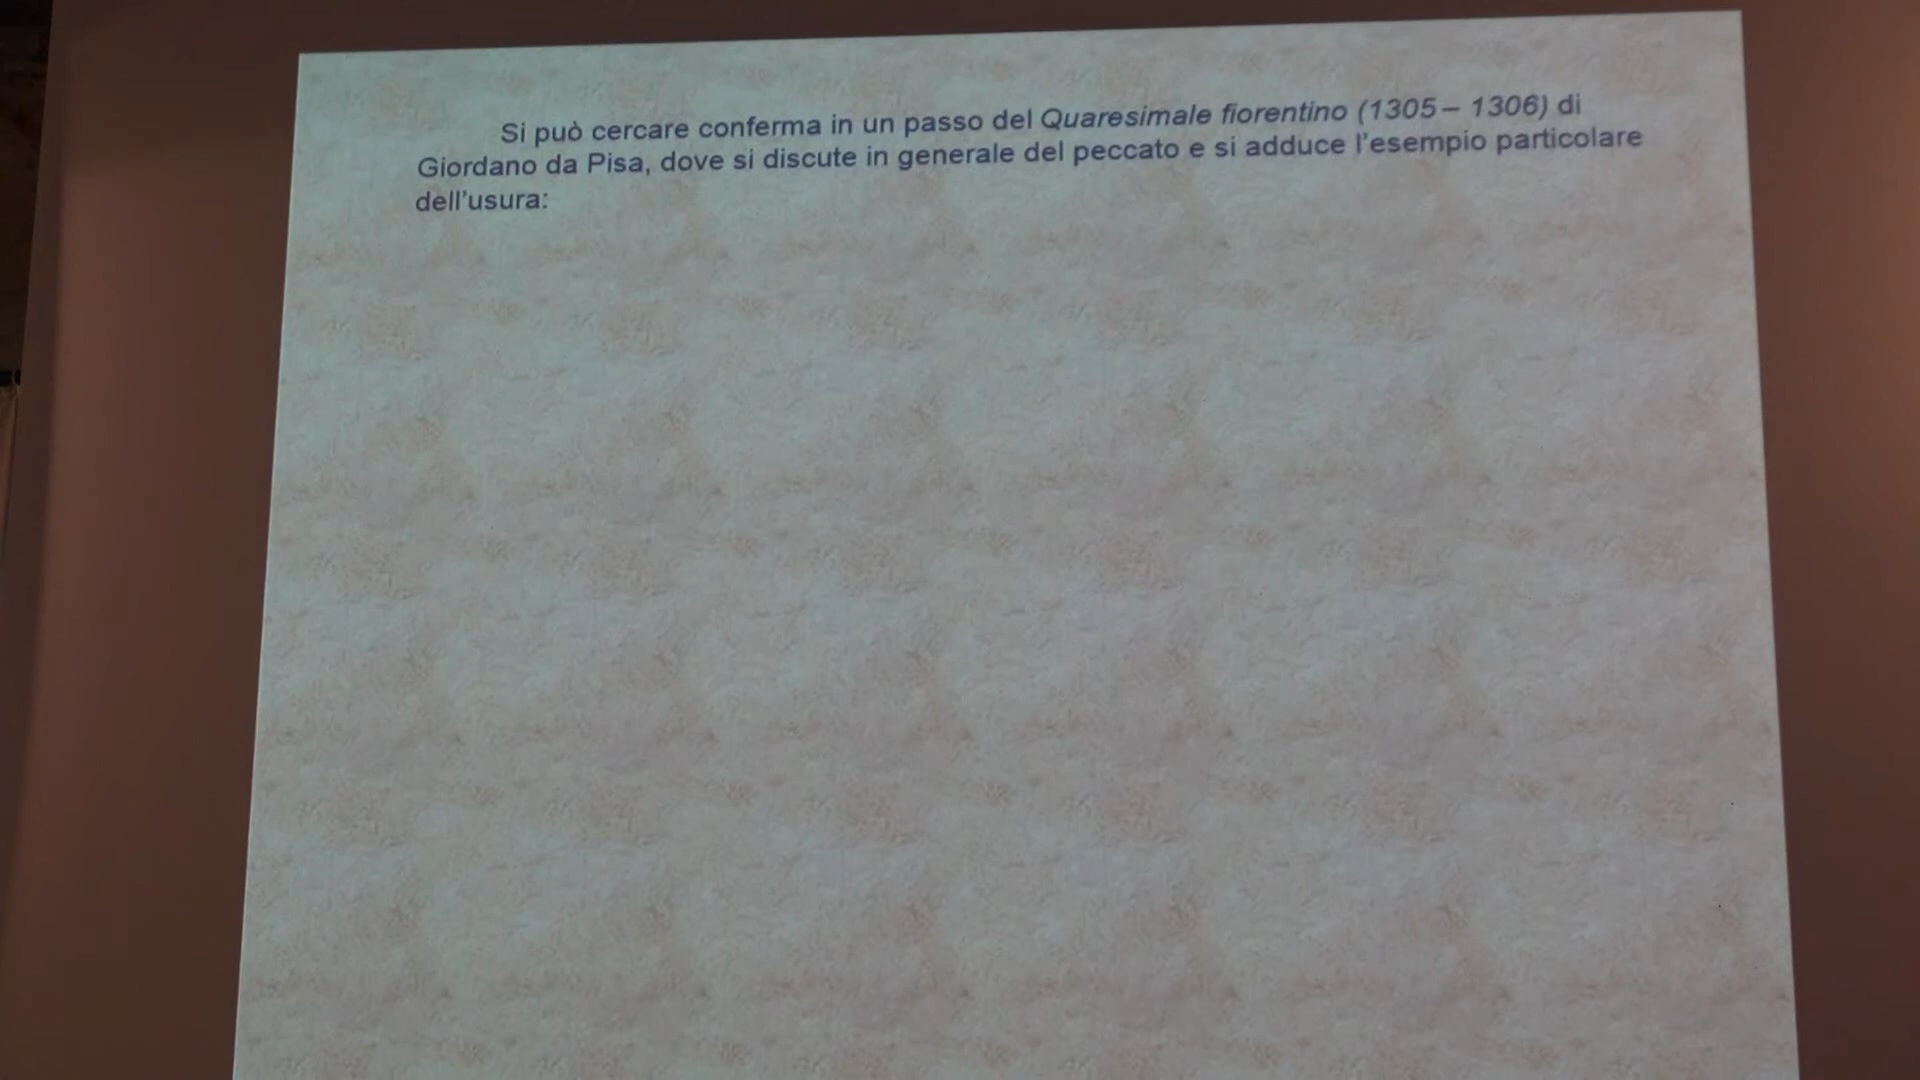 Si può cercare conferma in un passo del Quaresimale fiorentino (1305 – 1306) di
Giordano da Pisa, dove si discute in generale del peccato e si adduce l'esempio particolare
dell'usura: